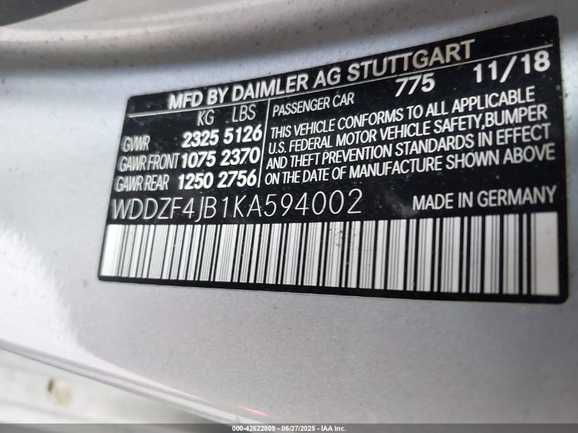 MFD BY DAIMLER AG STUTTGART
KG LBS PASSENGER CAR 775 11/18
GVWR 2325 5126
GAWR FRONT 1075 2370
GAWR REAR 1250 2756
THIS VEHICLE CONFORMS TO ALL APPLICABLE
U.S. FEDERAL MOTOR VEHICLE SAFETY,BUMPER
AND THEFT PREVENTION STANDARDS IN EFFECT
ON THE DATE OF MANUFACTURE SHOWN ABOVE.
WDDZF4JB1KA594002 MADE IN GERMANY
000-42622805 - 06/27/2025 - IAA Inc.